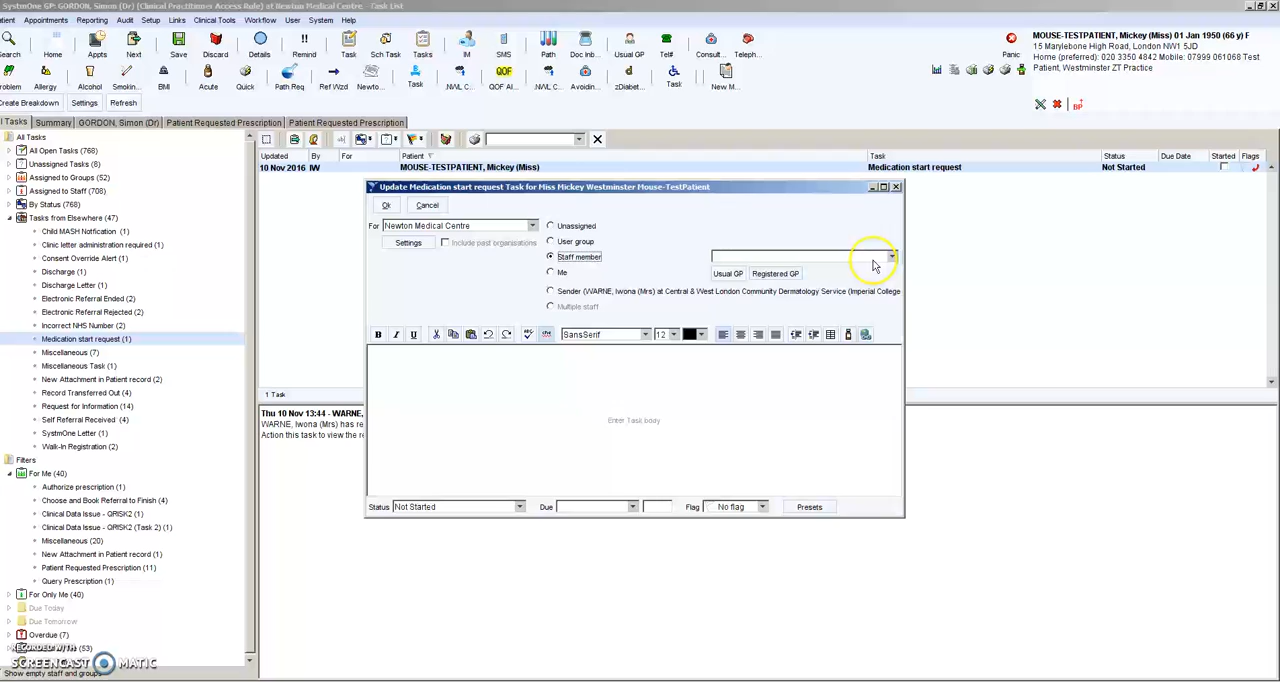 SystmOne GP: GORDON, Simon (Dr) (Clinical Practitioner Access Role) at Newton Medical Centre - Task List
atient Appointments Reporting Audit Setup Links Clinical Tools Workflow User System Help
Search Home Appts Next Save Discard Details Remind Task Sch Task Tasks IM SMS Path Doc Inb... Usual GP Tel# Consult... Teleph... Panic
roblem Allergy Alcohol Smokin... BMI Acute Quick Path Req Ref Wzd Newto... Task .NWL C... QOF Al... .NWL C... Avoidin... zDiabet... Task New M...
MOUSE-TESTPATIENT, Mickey (Miss) 01 Jan 1950 (66 y) F
15 Marylebone High Road, London NW1 5JD
Home (preferred): 020 3350 4842 Mobile: 07999 061068 Test
Patient, Westminster ZT Practice
Create Breakdown Settings Refresh
ll Tasks Summary GORDON, Simon (Dr) Patient Requested Prescription Patient Requested Prescription
All Tasks
All Open Tasks (768)
Unassigned Tasks (8)
Assigned to Groups (52)
Assigned to Staff (708)
By Status (768)
Tasks from Elsewhere (47)
Child MASH Notfication (1)
Clinic letter administration required (1)
Consent Override Alert (1)
Discharge (1)
Discharge Letter (1)
Electronic Referral Ended (2)
Electronic Referral Rejected (2)
Incorrect NHS Number (2)
Medication start request (1)
Miscellaneous (7)
Miscellaneous Task (1)
New Attachment in Patient record (2)
Record Transferred Out (4)
Request for Information (14)
Self Referral Received (4)
SystmOne Letter (1)
Walk-In Registration (2)
Filters
For Me (40)
Authorize prescription (1)
Choose and Book Referral to Finish (4)
Clinical Data Issue - QRISK2 (1)
Clinical Data Issue - QRISK2 (Task 2) (1)
Miscellaneous (20)
New Attachment in Patient record (1)
Patient Requested Prescription (11)
Query Prescription (1)
For Only Me (40)
Due Today
Due Tomorrow
Overdue (7)
(53)
RECORDED WITH
SCREENCAST MATIC
Show empty staff and groups
Updated By For Patient Task Status Due Date Started Flags
10 Nov 2016 IW MOUSE-TESTPATIENT, Mickey (Miss) Medication start request Not Started
1 Task
Thu 10 Nov 13:44 - WARNE,
WARNE, Iwona (Mrs) has re
Action this task to view the r
Update Medication start request Task for Miss Mickey Westminster Mouse-TestPatient
Ok Cancel
For Newton Medical Centre
Settings Include past organisations
Unassigned
User group
Staff member
Usual GP Registered GP
Me
Sender (WARNE, Iwona (Mrs) at Central & West London Community Dermatology Service (Imperial College
Multiple staff
B I U ABC SansSerif 12
Enter Task body
Status Not Started Due Flag No flag Presets